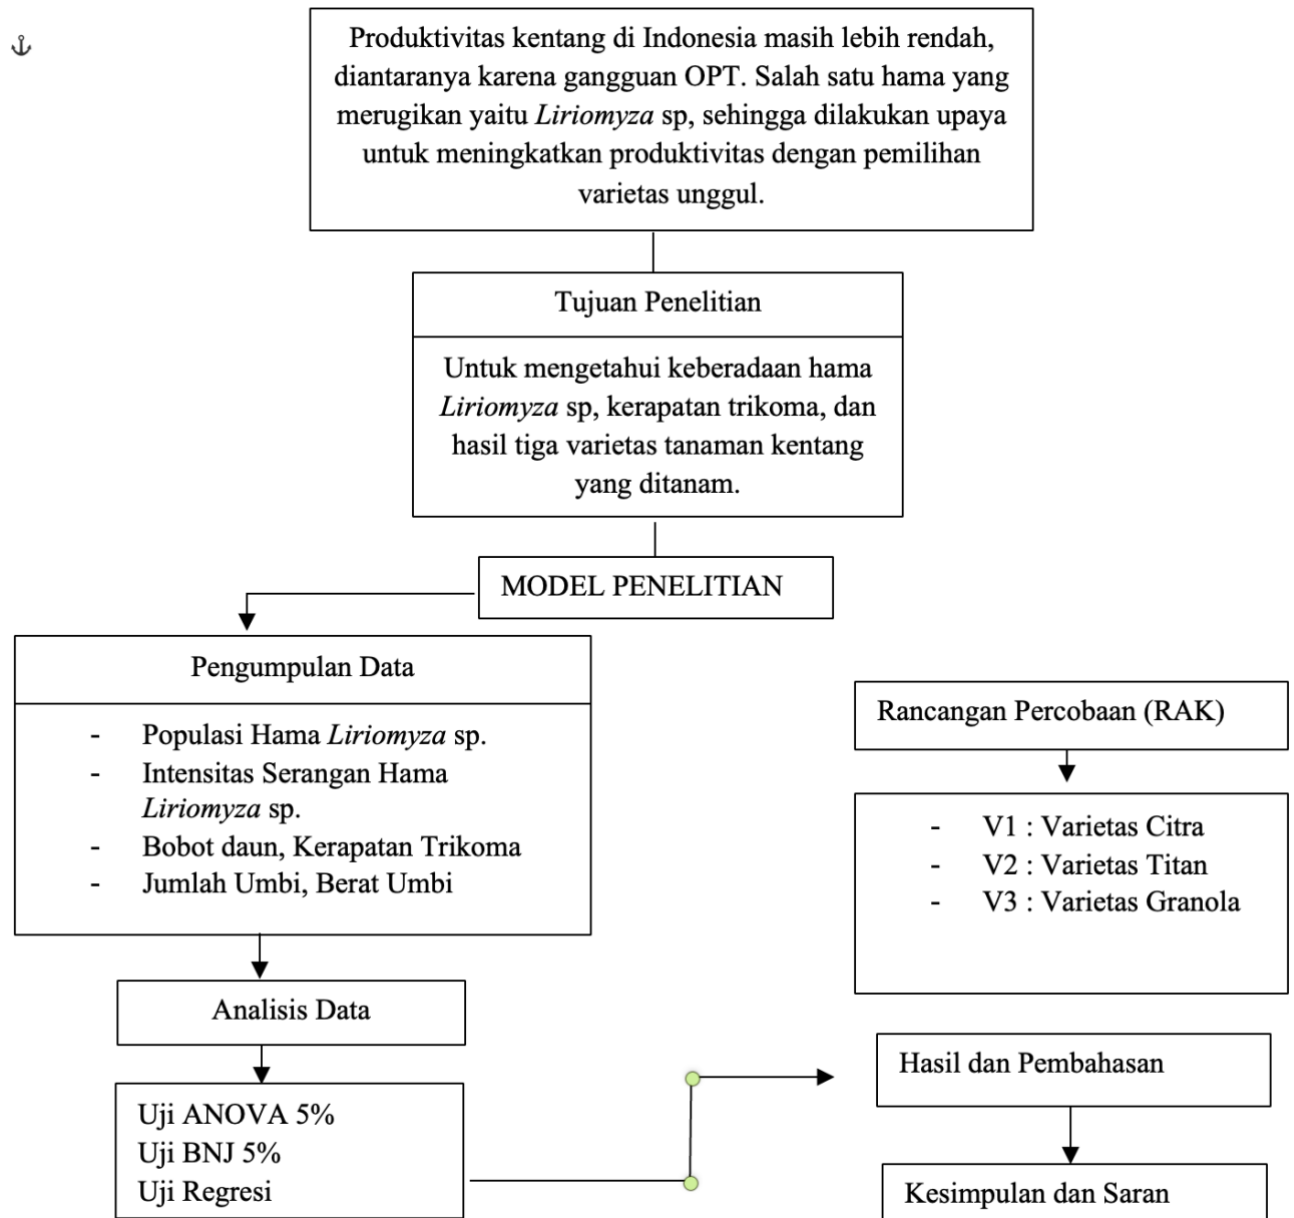 Produktivitas kentang di Indonesia masih lebih rendah,
diantaranya karena gangguan OPT. Salah satu hama yang
merugikan yaitu Liriomyza sp, sehingga dilakukan upaya
untuk meningkatkan produktivitas dengan pemilihan
varietas unggul.
Tujuan Penelitian
Untuk mengetahui keberadaan hama
Liriomyza sp, kerapatan trikoma, dan
hasil tiga varietas tanaman kentang
yang ditanam.
MODEL PENELITIAN
Pengumpulan Data
- Populasi Hama Liriomyza sp.
- Intensitas Serangan Hama
Liriomyza sp.
- Bobot daun, Kerapatan Trikoma
- Jumlah Umbi, Berat Umbi
Rancangan Percobaan (RAK)
- V1 : Varietas Citra
- V2 : Varietas Titan
- V3 : Varietas Granola
Analisis Data
Uji ANOVA 5%
Uji BNJ 5%
Uji Regresi
Hasil dan Pembahasan
Kesimpulan dan Saran